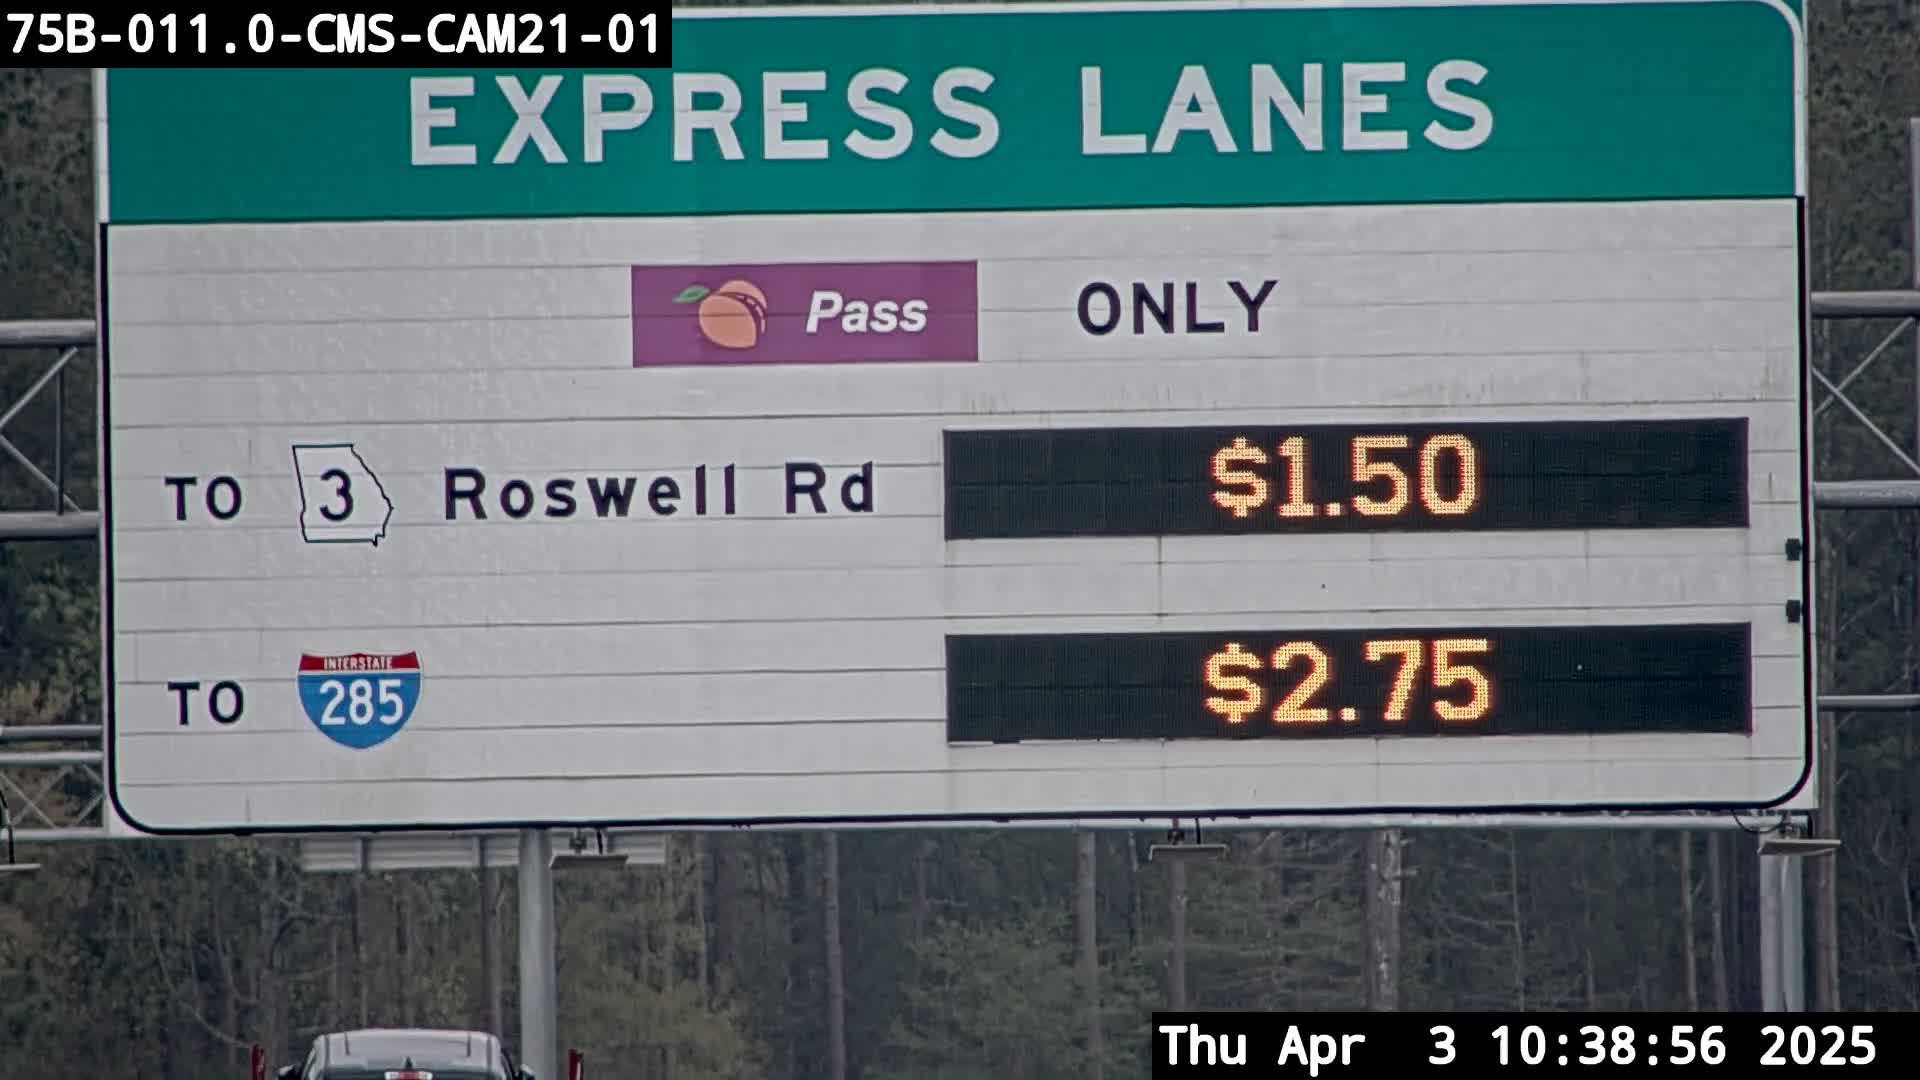 75B-011.0-CMS-CAM21-01
EXPRESS LANES
Pass ONLY
TO 3 Roswell Rd $1.50
INTERSTATE
TO 285 $2.75
Thu Apr 3 10:38:56 2025